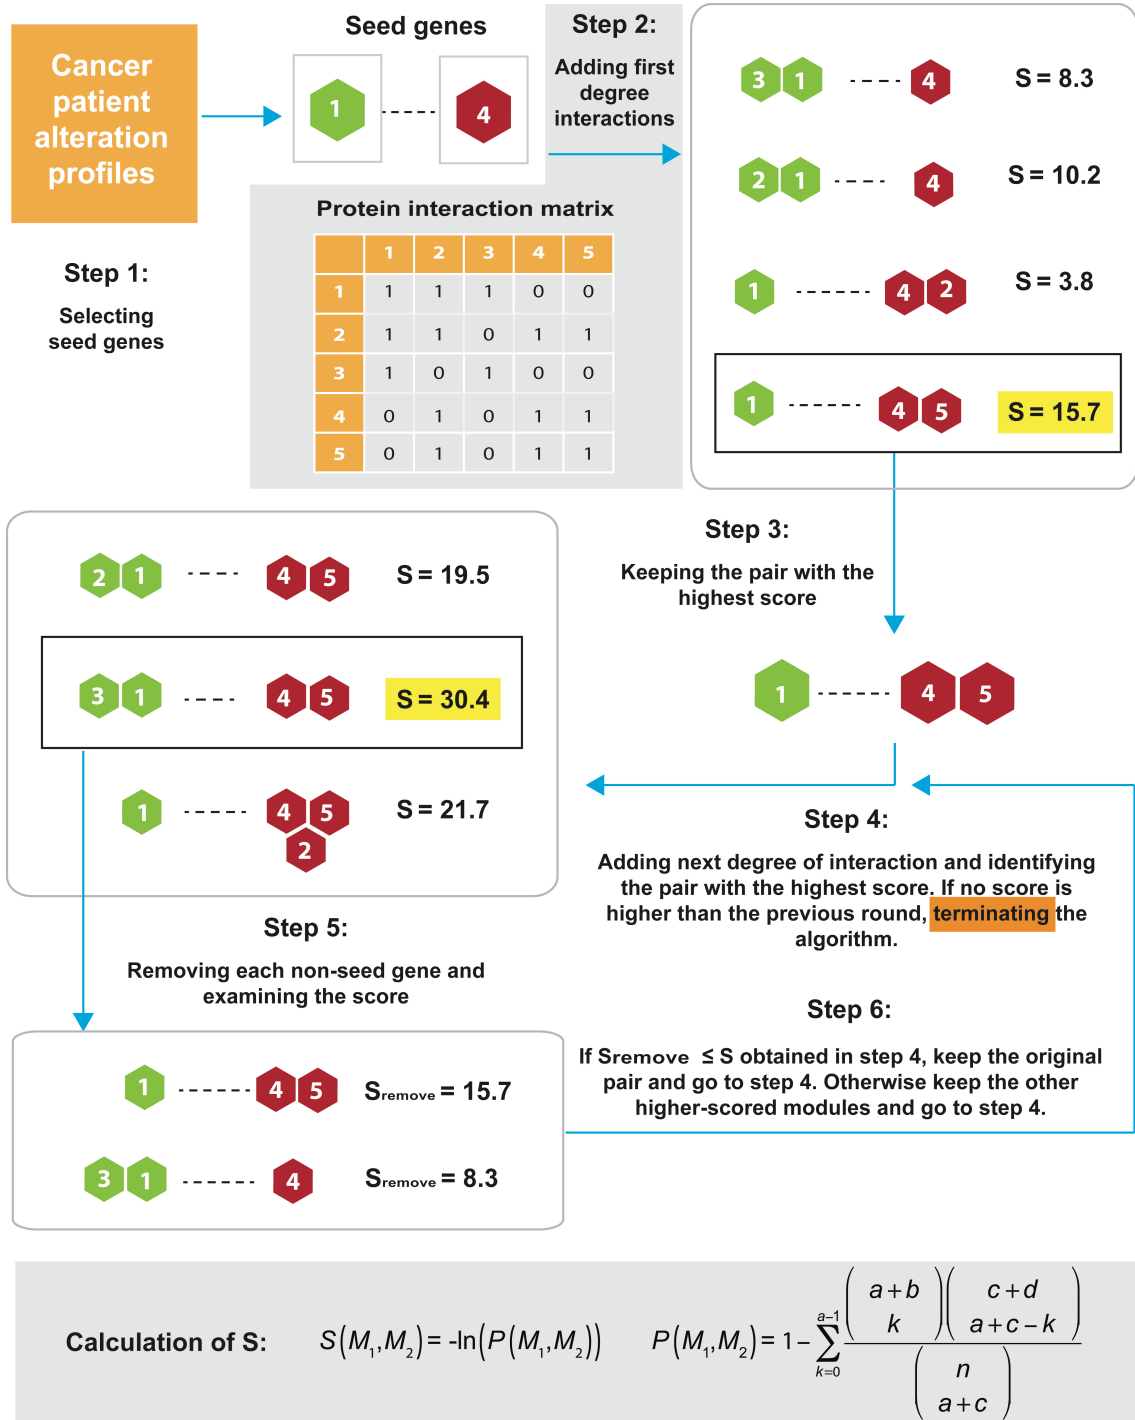 Cancer
patient
alteration
profiles
Seed genes
1
4
Step 1:
Selecting
seed genes
Step 2:
Adding first
degree
interactions
Protein interaction matrix
1 2 3 4 5
1 1 1 1 0 0
2 1 1 0 1 1
3 1 0 1 0 0
4 0 1 0 1 1
5 0 1 0 1 1
3 1 4 S = 8.3
2 1 4 S = 10.2
1 4 2 S = 3.8
1 4 5 S = 15.7
Step 3:
Keeping the pair with the
highest score
1 4 5
2 1 4 5 S = 19.5
3 1 4 5 S = 30.4
1 4 5 2 S = 21.7
Step 4:
Adding next degree of interaction and identifying
the pair with the highest score. If no score is
higher than the previous round, terminating the
algorithm.
Step 5:
Removing each non-seed gene and
examining the score
1 4 5 Sremove = 15.7
3 1 4 Sremove = 8.3
Step 6:
If Sremove ≤ S obtained in step 4, keep the original
pair and go to step 4. Otherwise keep the other
higher-scored modules and go to step 4.
Calculation of S: S(M₁,M₂) = -ln(P(M₁,M₂)) P(M₁,M₂) = 1 - ∑_{k=0}^{a-1} \frac{\binom{a+b}{k}\binom{c+d}{a+c-k}}{\binom{n}{a+c}}